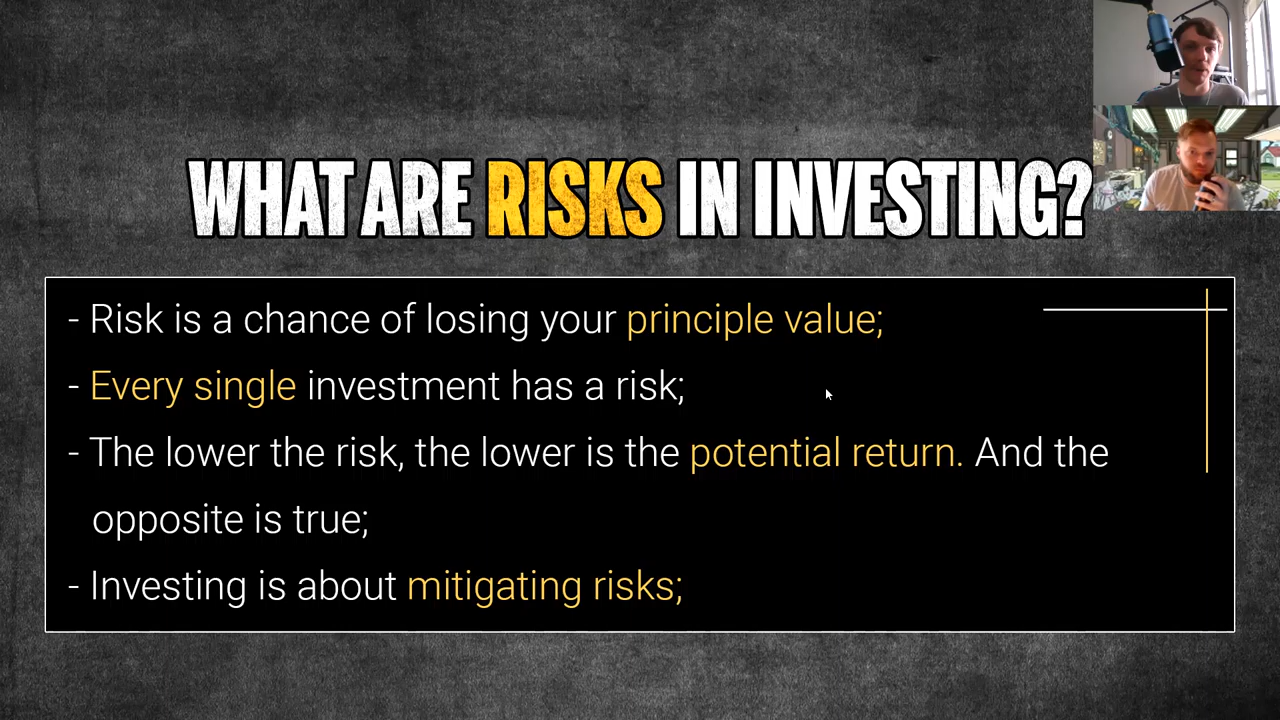 WHAT ARE RISKS IN INVESTING?
- Risk is a chance of losing your principle value;
- Every single investment has a risk;
- The lower the risk, the lower is the potential return. And the
opposite is true;
- Investing is about mitigating risks;